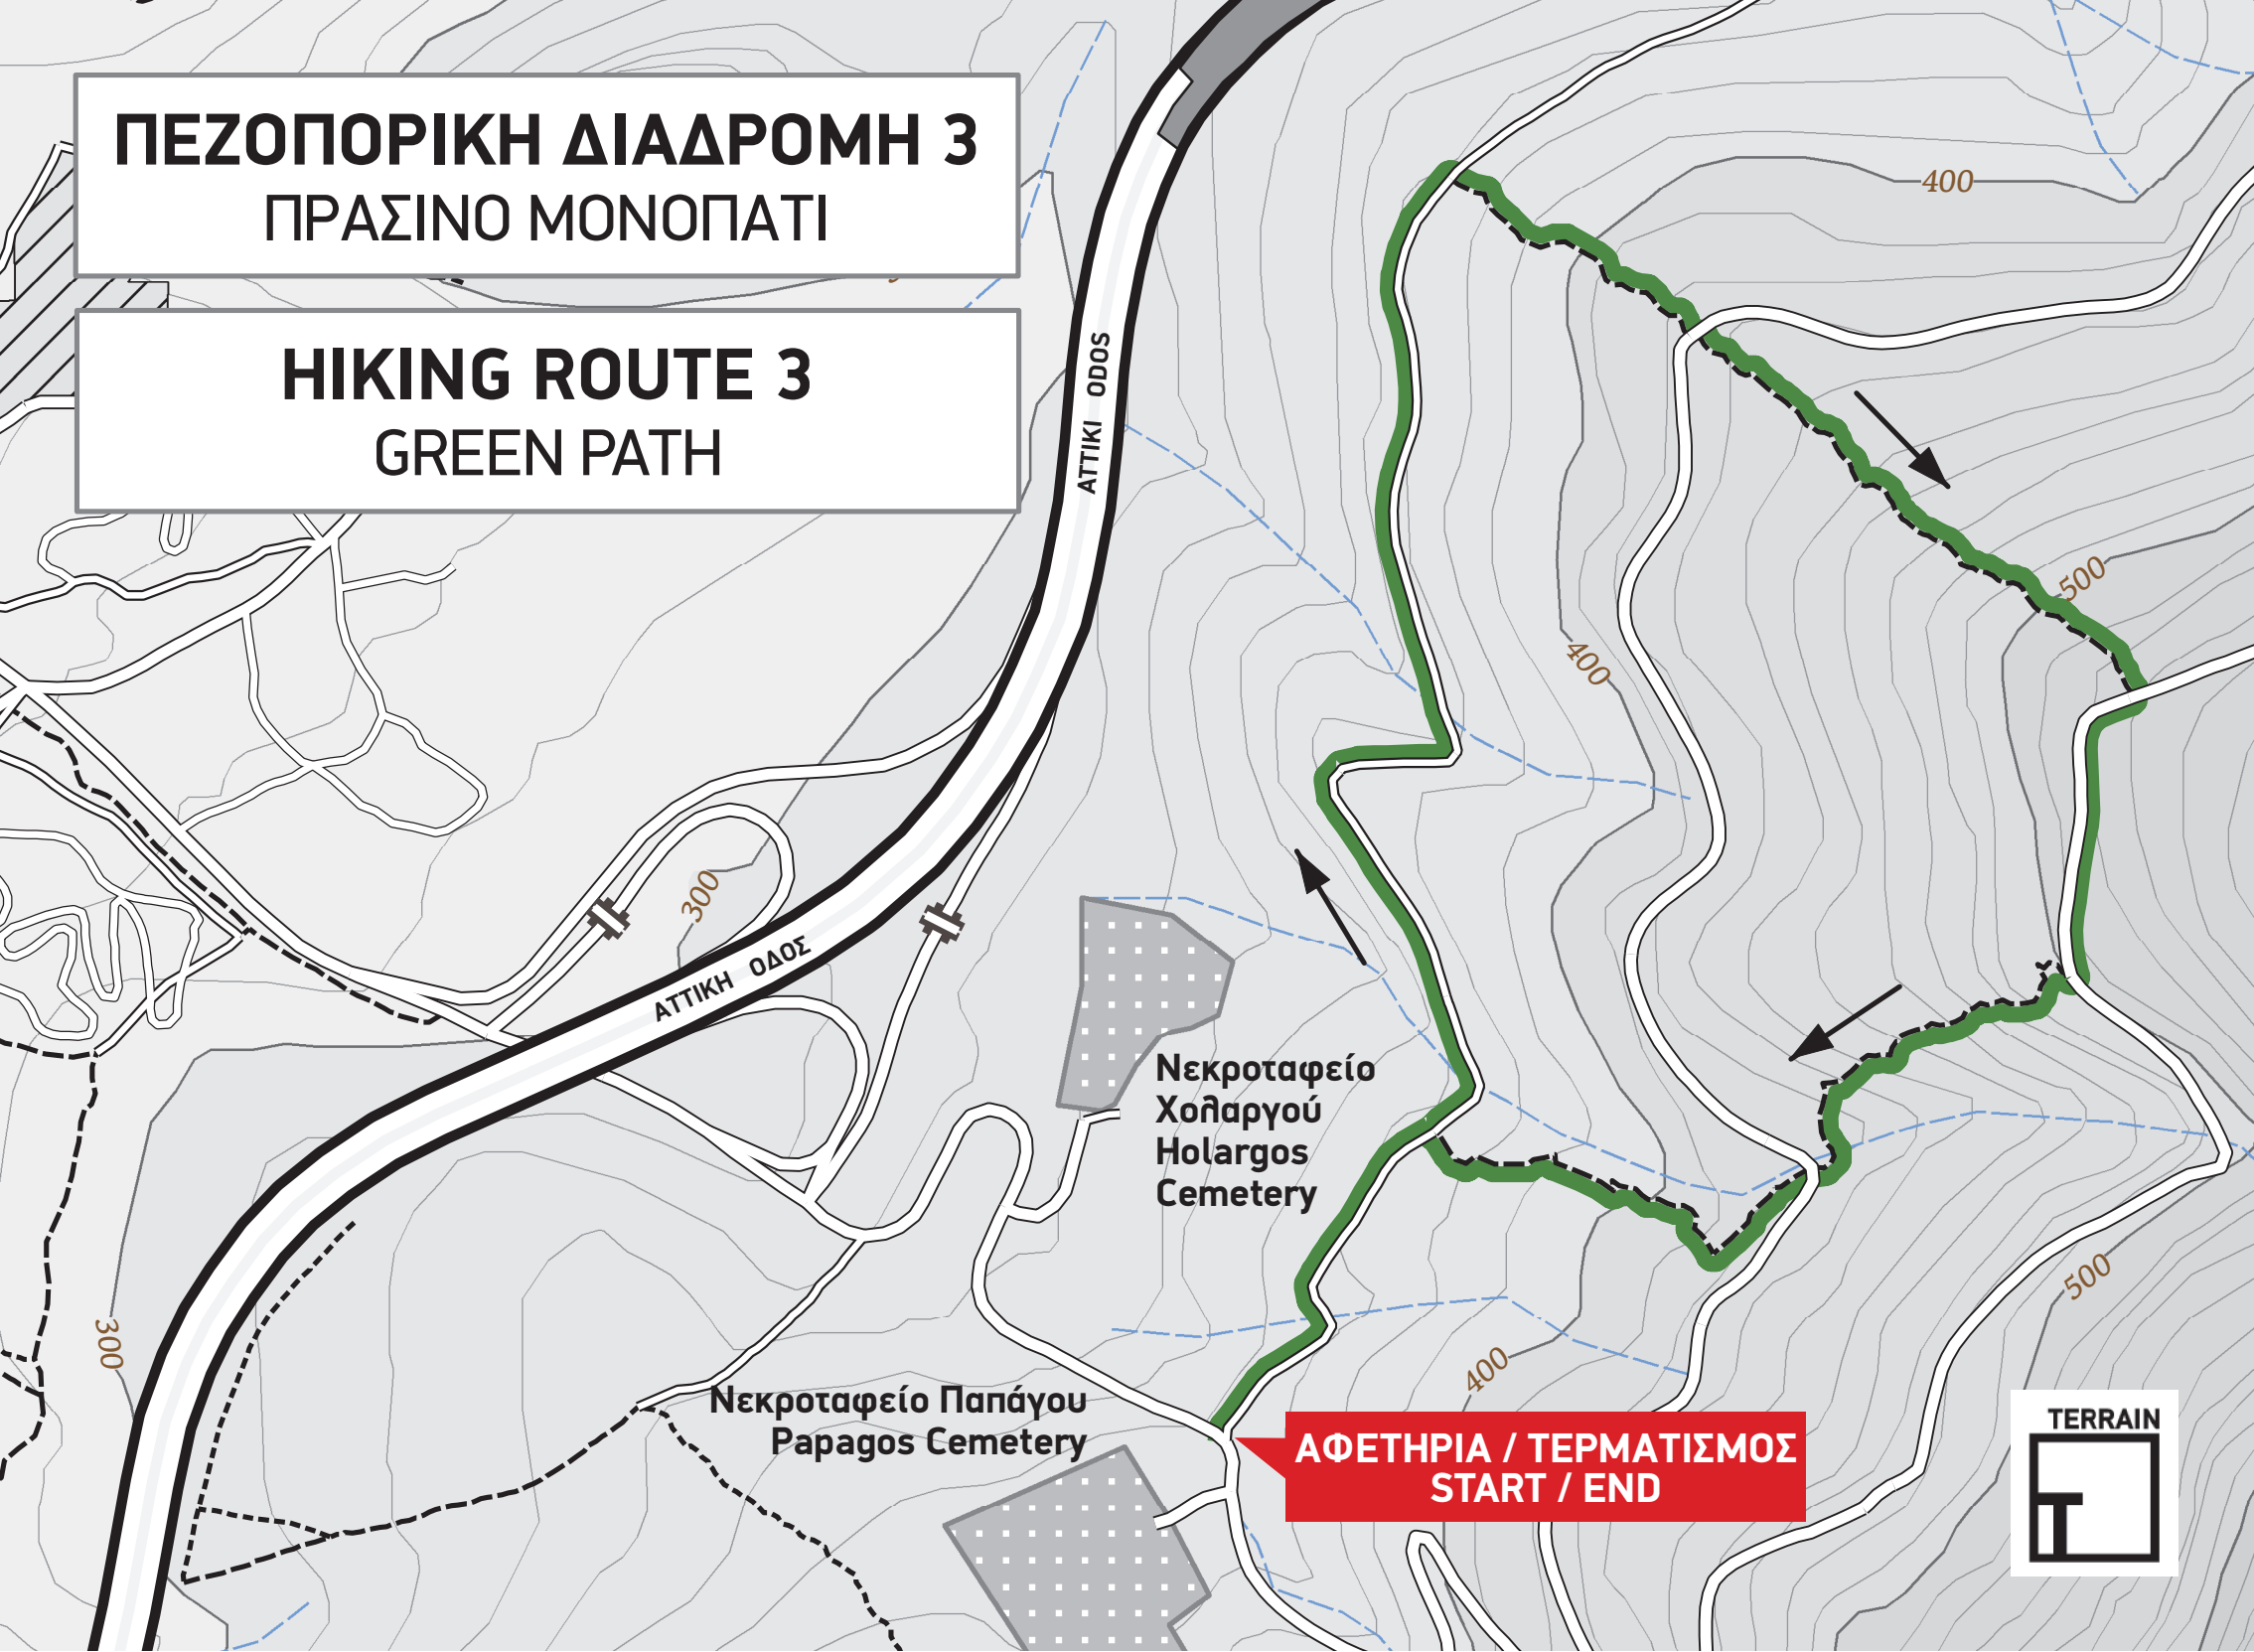 ΠΕΖΟΠΟΡΙΚΗ ΔΙΑΔΡΟΜΗ 3
ΠΡΑΣΙΝΟ ΜΟΝΟΠΑΤΙ
HIKING ROUTE 3
GREEN PATH
400
ATTIKI ODOS
500
400
300
ΑΤΤΙΚΗ ΟΔΟΣ
Νεκροταφείο
Χολαργού
Holargos
Cemetery
500
300
400
Νεκροταφείο Παπάγου
Papagos Cemetery
ΑΦΕΤΗΡΙΑ / ΤΕΡΜΑΤΙΣΜΟΣ
START / END
TERRAIN